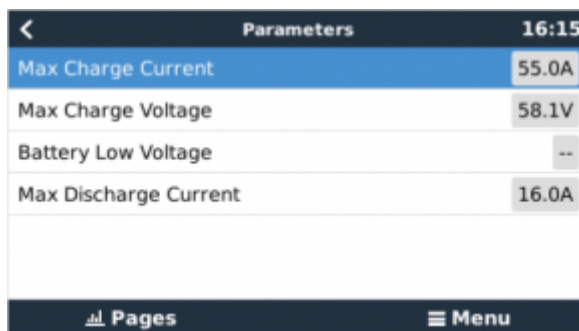 Parameters 16:15
Max Charge Current 55.0A
Max Charge Voltage 58.1V
Battery Low Voltage --
Max Discharge Current 16.0A
Pages Menu